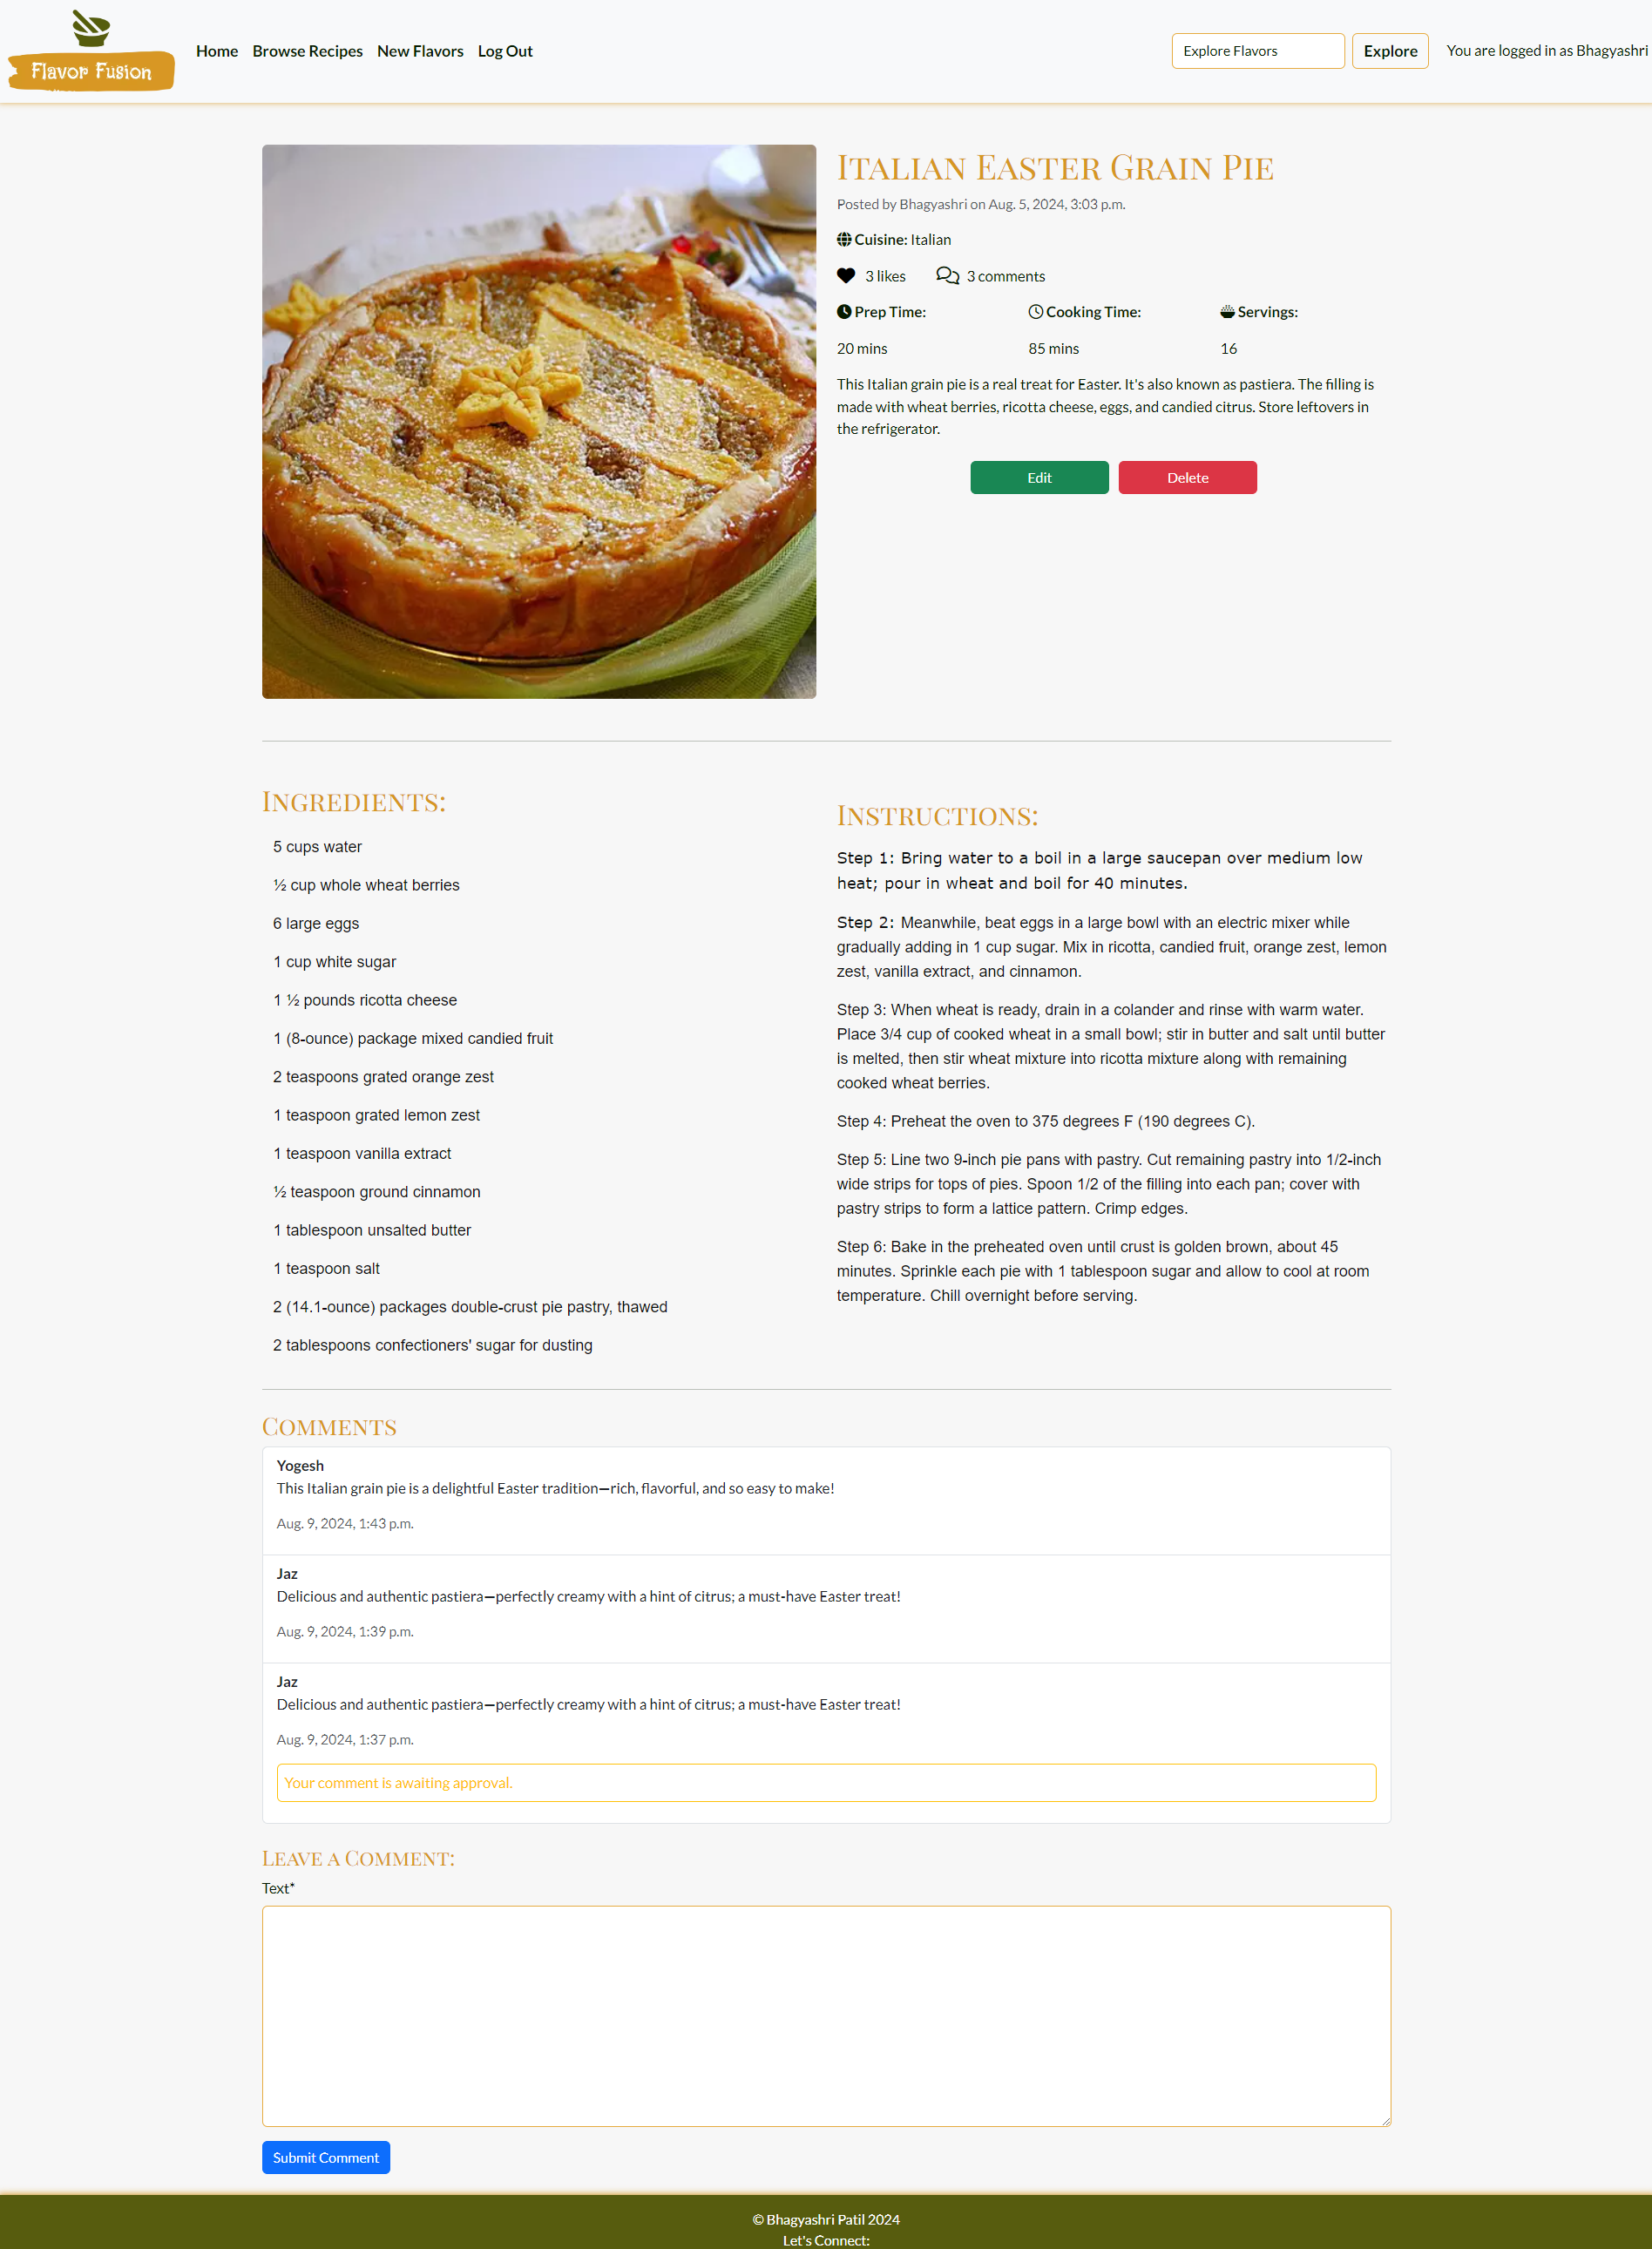 Flavor Fusion
Home Browse Recipes New Flavors Log Out
Explore Flavors Explore You are logged in as Bhagyashri
Italian Easter Grain Pie
Posted by Bhagyashri on Aug. 5, 2024, 3:03 p.m.
Cuisine: Italian
3 likes 3 comments
Prep Time: Cooking Time: Servings:
20 mins 85 mins 16
This Italian grain pie is a real treat for Easter. It's also known as pastiera. The filling is
made with wheat berries, ricotta cheese, eggs, and candied citrus. Store leftovers in
the refrigerator.
Edit Delete
Ingredients:
5 cups water
½ cup whole wheat berries
6 large eggs
1 cup white sugar
1 ½ pounds ricotta cheese
1 (8-ounce) package mixed candied fruit
2 teaspoons grated orange zest
1 teaspoon grated lemon zest
1 teaspoon vanilla extract
½ teaspoon ground cinnamon
1 tablespoon unsalted butter
1 teaspoon salt
2 (14.1-ounce) packages double-crust pie pastry, thawed
2 tablespoons confectioners' sugar for dusting
Instructions:
Step 1: Bring water to a boil in a large saucepan over medium low
heat; pour in wheat and boil for 40 minutes.
Step 2: Meanwhile, beat eggs in a large bowl with an electric mixer while
gradually adding in 1 cup sugar. Mix in ricotta, candied fruit, orange zest, lemon
zest, vanilla extract, and cinnamon.
Step 3: When wheat is ready, drain in a colander and rinse with warm water.
Place 3/4 cup of cooked wheat in a small bowl; stir in butter and salt until butter
is melted, then stir wheat mixture into ricotta mixture along with remaining
cooked wheat berries.
Step 4: Preheat the oven to 375 degrees F (190 degrees C).
Step 5: Line two 9-inch pie pans with pastry. Cut remaining pastry into 1/2-inch
wide strips for tops of pies. Spoon 1/2 of the filling into each pan; cover with
pastry strips to form a lattice pattern. Crimp edges.
Step 6: Bake in the preheated oven until crust is golden brown, about 45
minutes. Sprinkle each pie with 1 tablespoon sugar and allow to cool at room
temperature. Chill overnight before serving.
Comments
Yogesh
This Italian grain pie is a delightful Easter tradition—rich, flavorful, and so easy to make!
Aug. 9, 2024, 1:43 p.m.
Jaz
Delicious and authentic pastiera—perfectly creamy with a hint of citrus; a must-have Easter treat!
Aug. 9, 2024, 1:39 p.m.
Jaz
Delicious and authentic pastiera—perfectly creamy with a hint of citrus; a must-have Easter treat!
Aug. 9, 2024, 1:37 p.m.
Your comment is awaiting approval.
Leave a Comment:
Text*
Submit Comment
© Bhagyashri Patil 2024
Let's Connect: